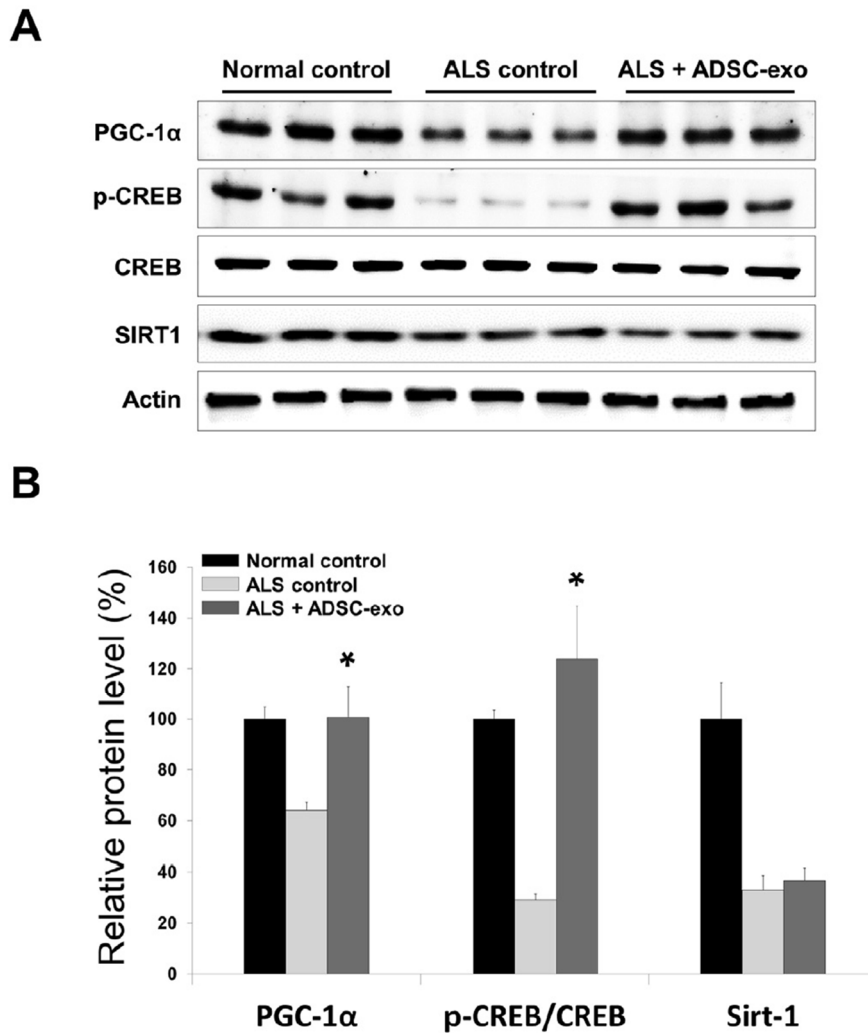 A
Normal control ALS control ALS + ADSC-exo
PGC-1α
p-CREB
CREB
SIRT1
Actin
B
Relative protein level (%)
160
140
120
100
80
60
40
20
0
Normal control
ALS control
ALS + ADSC-exo
*
*
PGC-1α p-CREB/CREB Sirt-1